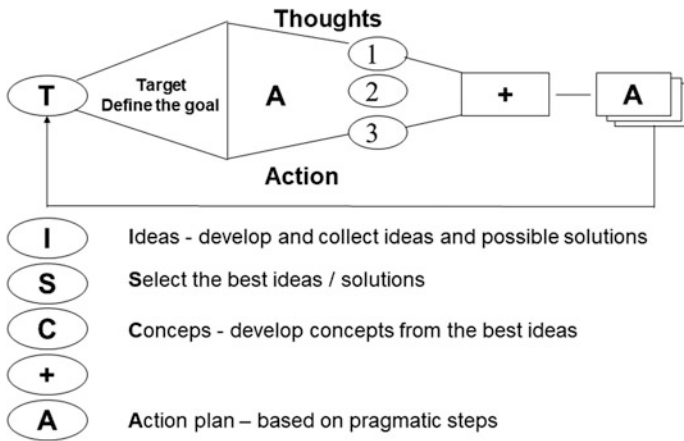 Thoughts
1
T
Target
Define the goal
A
2
+
A
3
Action
I Ideas - develop and collect ideas and possible solutions
S Select the best ideas / solutions
C Conceps - develop concepts from the best ideas
+
A Action plan – based on pragmatic steps